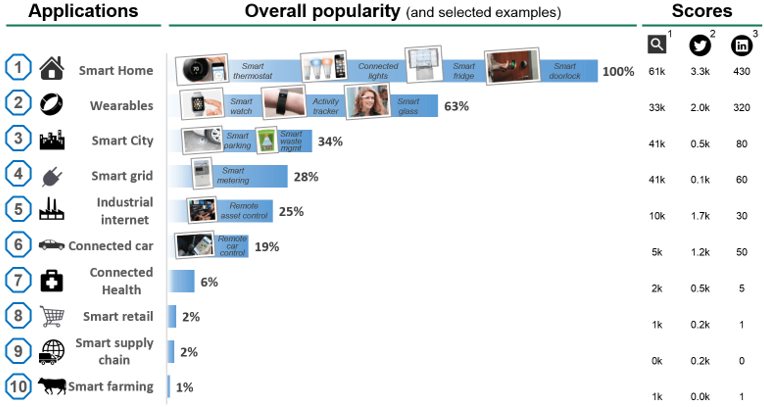 Applications Overall popularity (and selected examples) Scores
1 2 3
1 Smart Home Smart thermostat Connected lights Smart fridge Smart doorlock 100% 61k 3.3k 430
2 Wearables Smart watch Activity tracker Smart glass 63% 33k 2.0k 320
3 Smart City Smart parking Smart waste mgmt 34% 41k 0.5k 80
4 Smart grid Smart metering 28% 41k 0.1k 60
5 Industrial internet Remote asset control 25% 10k 1.7k 30
6 Connected car Remote car control 19% 5k 1.2k 50
7 Connected Health 6% 2k 0.5k 5
8 Smart retail 2% 1k 0.2k 1
9 Smart supply chain 2% 0k 0.2k 0
10 Smart farming 1% 1k 0.0k 1